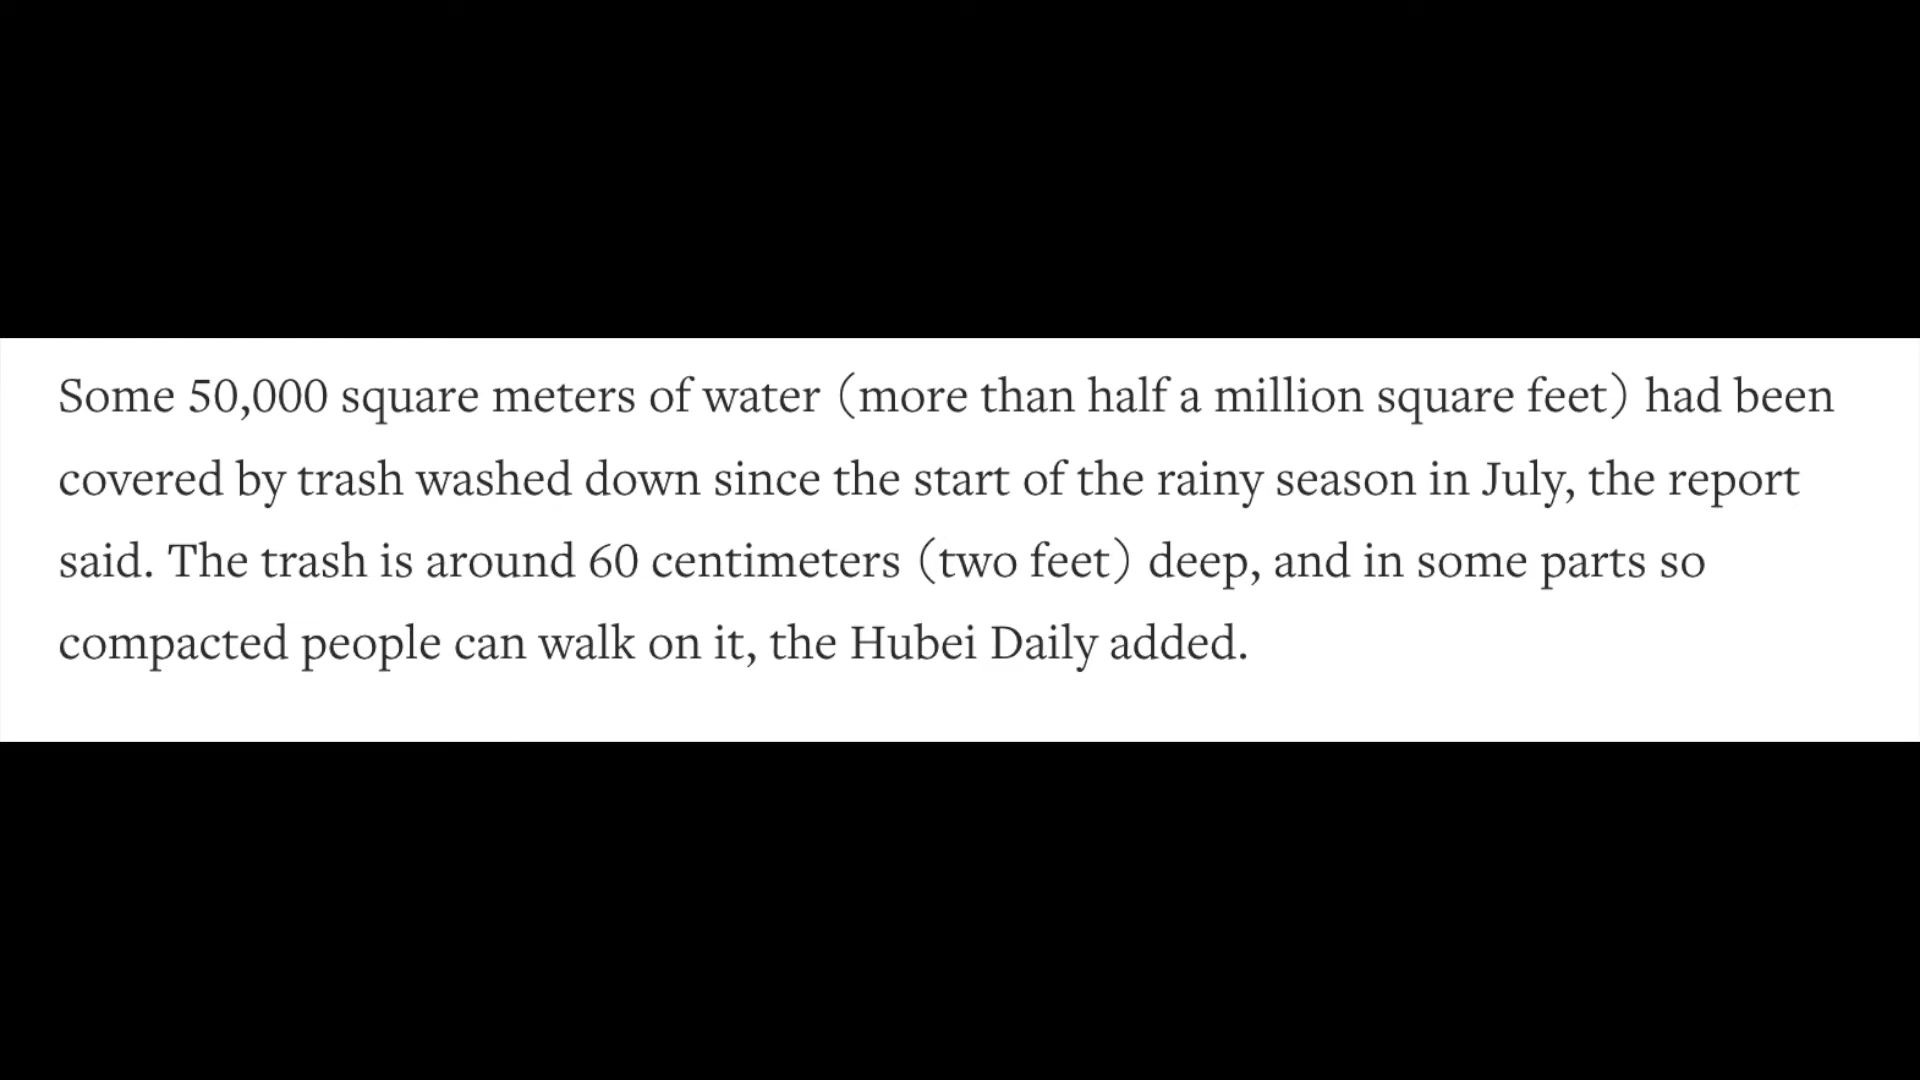 Some 50,000 square meters of water (more than half a million square feet) had been
covered by trash washed down since the start of the rainy season in July, the report
said. The trash is around 60 centimeters (two feet) deep, and in some parts so
compacted people can walk on it, the Hubei Daily added.